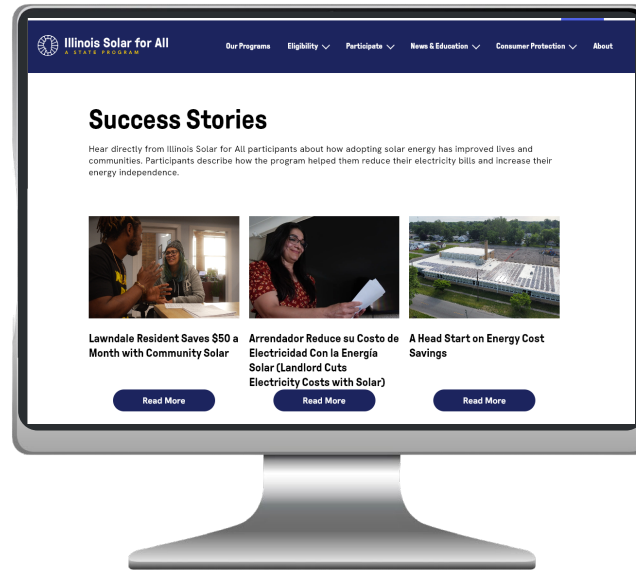 Illinois Solar for All
A STATE PROGRAM
Our Programs
Eligibility
Participate
News & Education
Consumer Protection
About
Success Stories
Hear directly from Illinois Solar for All participants about how adopting solar energy has improved lives and
communities. Participants describe how the program helped them reduce their electricity bills and increase their
energy independence.
Lawndale Resident Saves $50 a
Month with Community Solar
Read More
Arrendador Reduce su Costo de
Electricidad Con la Energía
Solar (Landlord Cuts
Electricity Costs with Solar)
Read More
A Head Start on Energy Cost
Savings
Read More